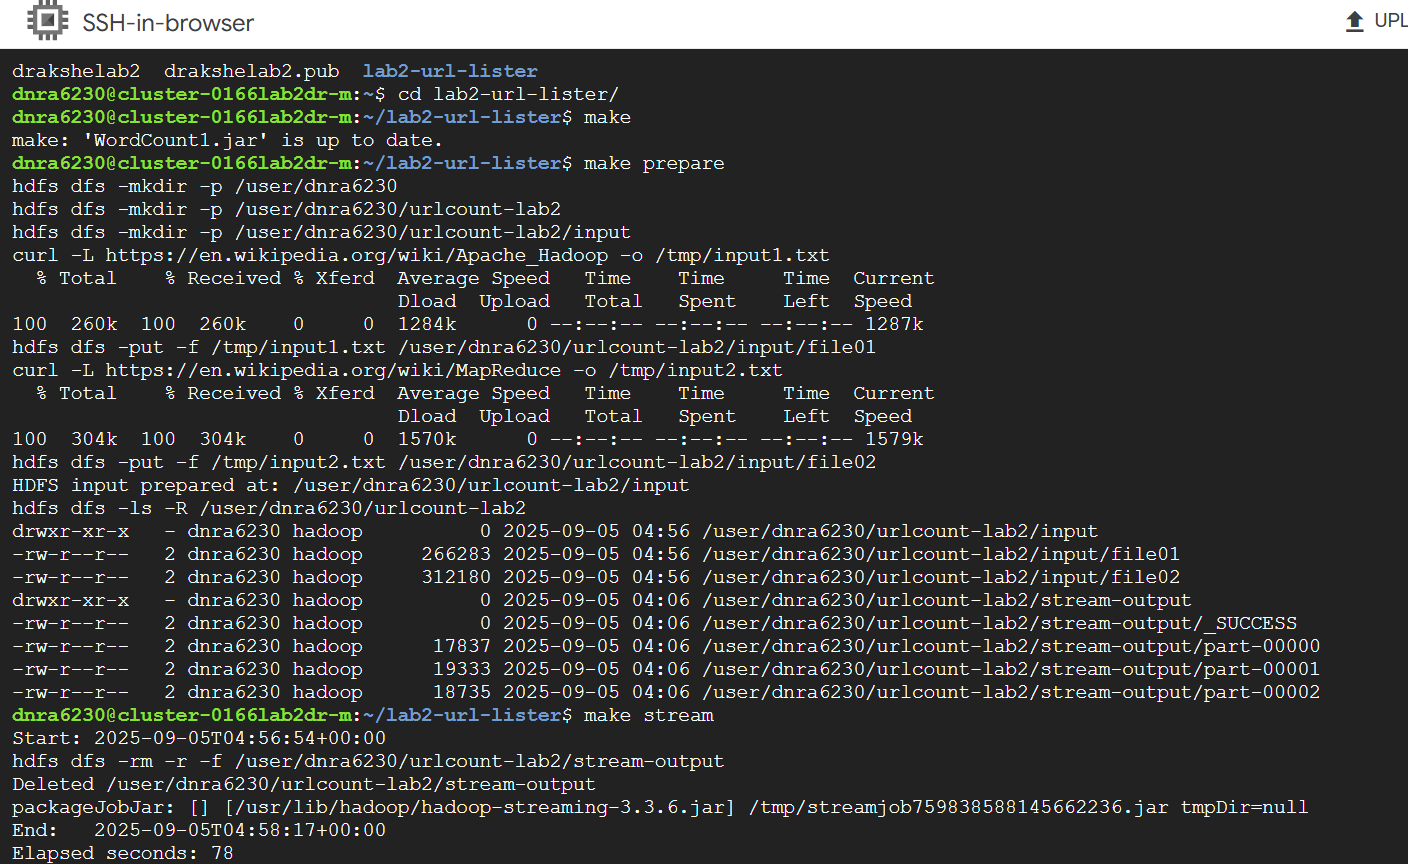 SSH-in-browser
UPL
drakshelab2  drakshelab2.pub  lab2-url-lister
dnra6230@cluster-0166lab2dr-m:~$ cd lab2-url-lister/
dnra6230@cluster-0166lab2dr-m:~/lab2-url-lister$ make
make: 'WordCount1.jar' is up to date.
dnra6230@cluster-0166lab2dr-m:~/lab2-url-lister$ make prepare
hdfs dfs -mkdir -p /user/dnra6230
hdfs dfs -mkdir -p /user/dnra6230/urlcount-lab2
hdfs dfs -mkdir -p /user/dnra6230/urlcount-lab2/input
curl -L https://en.wikipedia.org/wiki/Apache_Hadoop -o /tmp/input1.txt
  % Total    % Received % Xferd  Average Speed   Time    Time     Time  Current
                                 Dload  Upload   Total   Spent    Left  Speed
100  260k  100  260k    0     0  1284k      0 --:--:-- --:--:-- --:--:-- 1287k
hdfs dfs -put -f /tmp/input1.txt /user/dnra6230/urlcount-lab2/input/file01
curl -L https://en.wikipedia.org/wiki/MapReduce -o /tmp/input2.txt
  % Total    % Received % Xferd  Average Speed   Time    Time     Time  Current
                                 Dload  Upload   Total   Spent    Left  Speed
100  304k  100  304k    0     0  1570k      0 --:--:-- --:--:-- --:--:-- 1579k
hdfs dfs -put -f /tmp/input2.txt /user/dnra6230/urlcount-lab2/input/file02
HDFS input prepared at: /user/dnra6230/urlcount-lab2/input
hdfs dfs -ls -R /user/dnra6230/urlcount-lab2
drwxr-xr-x   - dnra6230 hadoop          0 2025-09-05 04:56 /user/dnra6230/urlcount-lab2/input
-rw-r--r--   2 dnra6230 hadoop     266283 2025-09-05 04:56 /user/dnra6230/urlcount-lab2/input/file01
-rw-r--r--   2 dnra6230 hadoop     312180 2025-09-05 04:56 /user/dnra6230/urlcount-lab2/input/file02
drwxr-xr-x   - dnra6230 hadoop          0 2025-09-05 04:06 /user/dnra6230/urlcount-lab2/stream-output
-rw-r--r--   2 dnra6230 hadoop          0 2025-09-05 04:06 /user/dnra6230/urlcount-lab2/stream-output/_SUCCESS
-rw-r--r--   2 dnra6230 hadoop      17837 2025-09-05 04:06 /user/dnra6230/urlcount-lab2/stream-output/part-00000
-rw-r--r--   2 dnra6230 hadoop      19333 2025-09-05 04:06 /user/dnra6230/urlcount-lab2/stream-output/part-00001
-rw-r--r--   2 dnra6230 hadoop      18735 2025-09-05 04:06 /user/dnra6230/urlcount-lab2/stream-output/part-00002
dnra6230@cluster-0166lab2dr-m:~/lab2-url-lister$ make stream
Start: 2025-09-05T04:56:54+00:00
hdfs dfs -rm -r -f /user/dnra6230/urlcount-lab2/stream-output
Deleted /user/dnra6230/urlcount-lab2/stream-output
packageJobJar: [] [/usr/lib/hadoop/hadoop-streaming-3.3.6.jar] /tmp/streamjob759838588145662236.jar tmpDir=null
End:   2025-09-05T04:58:17+00:00
Elapsed seconds: 78